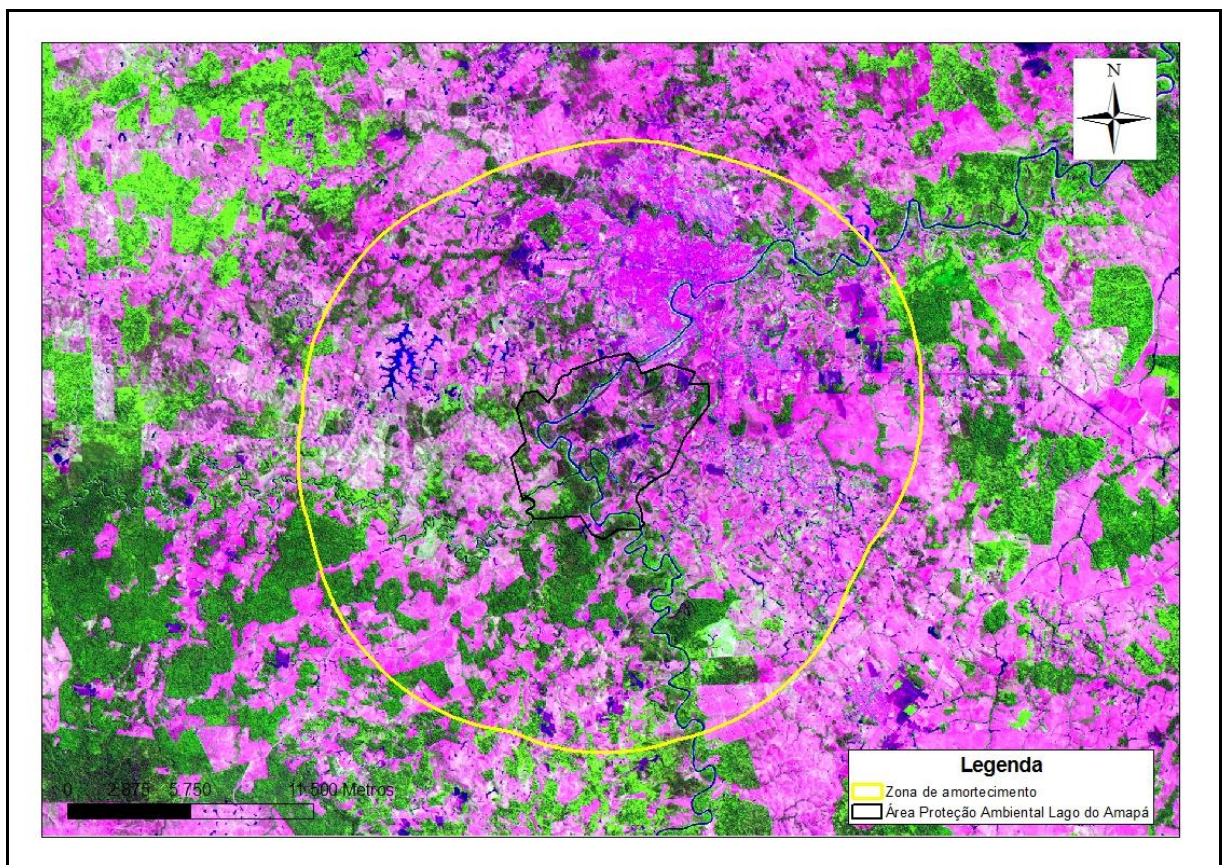 N
Legenda
Zona de amortecimento
Área Proteção Ambiental Lago do Amapá
0 2.875 5.750 11.500 Metros